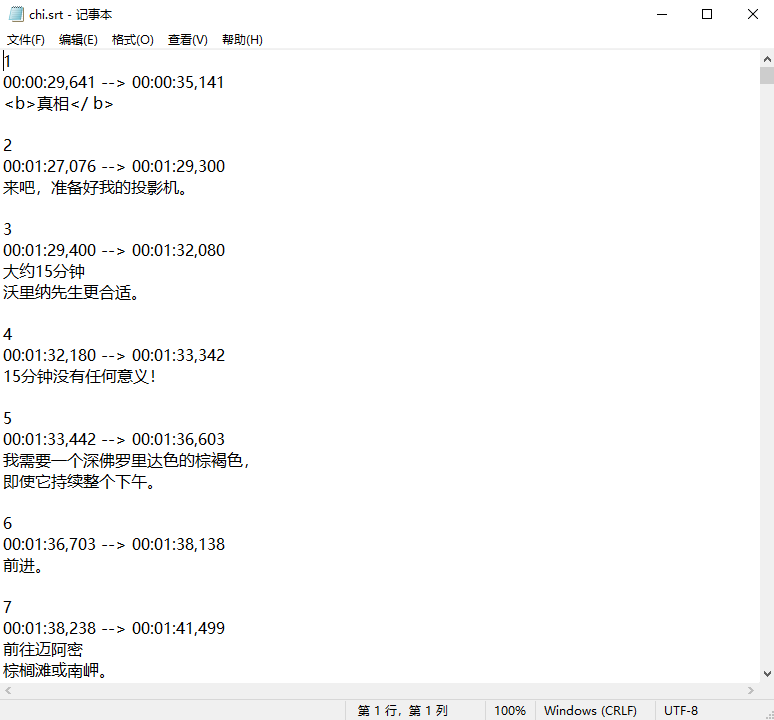 chi.srt - 记事本
文件(F) 编辑(E) 格式(O) 查看(V) 帮助(H)
1
00:00:29,641 --> 00:00:35,141
<b>真相</ b>
2
00:01:27,076 --> 00:01:29,300
来吧，准备好我的投影机。
3
00:01:29,400 --> 00:01:32,080
大约15分钟
沃里纳先生更合适。
4
00:01:32,180 --> 00:01:33,342
15分钟没有任何意义！
5
00:01:33,442 --> 00:01:36,603
我需要一个深佛罗里达色的棕褐色，
即使它持续整个下午。
6
00:01:36,703 --> 00:01:38,138
前进。
7
00:01:38,238 --> 00:01:41,499
前往迈阿密
棕榈滩或南岬。
第 1 行，第 1 列 100% Windows (CRLF) UTF-8